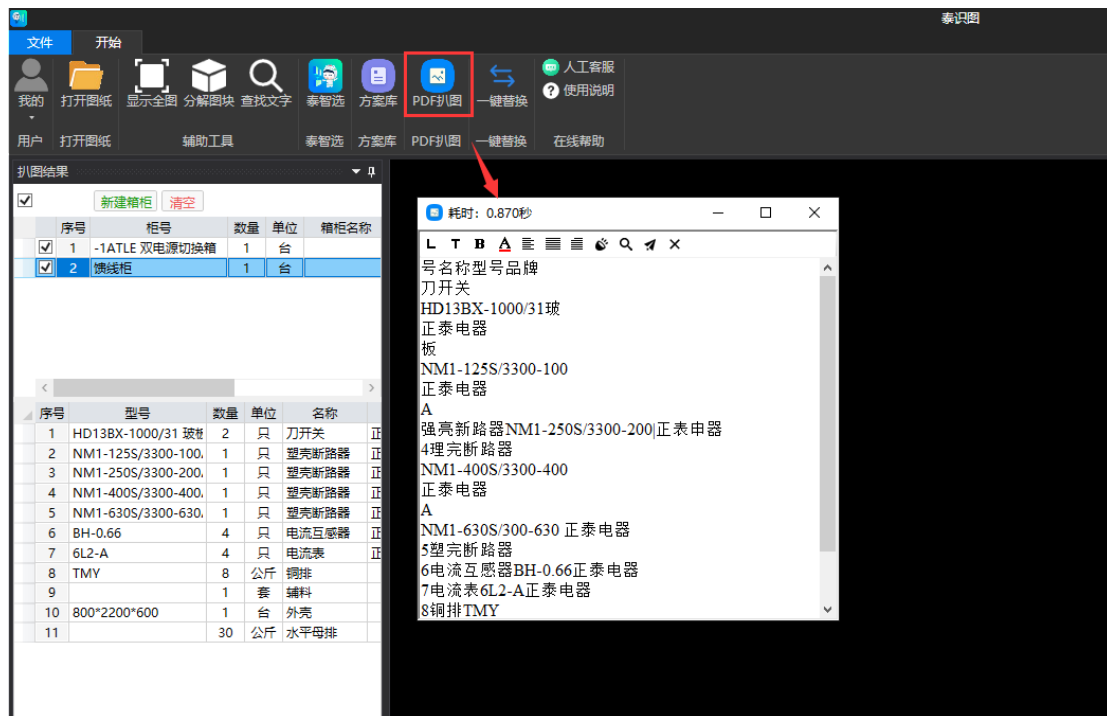 泰识图
文件 开始
我的 打开图纸 显示全图 分解图块 查找文字 泰智选 方案库 PDF扒图 一键替换 人工客服
使用说明
用户 打开图纸 辅助工具 泰智选 方案库 PDF扒图 一键替换 在线帮助
扒图结果
新建箱柜 清空
序号 柜号 数量 单位 箱柜名称
1 -1ATLE 双电源切换箱 1 台
2 馈线柜 1 台
序号 型号 数量 单位 名称
1 HD13BX-1000/31 玻 2 只 刀开关 正
2 NM1-125S/3300-100 1 只 塑壳断路器 正
3 NM1-250S/3300-200 1 只 塑壳断路器 正
4 NM1-400S/3300-400 1 只 塑壳断路器 正
5 NM1-630S/3300-630 1 只 塑壳断路器 正
6 BH-0.66 4 只 电流互感器 正
7 6L2-A 4 只 电流表 正
8 TMY 8 公斤 铜排
9 1 套 辅料
10 800*2200*600 1 台 外壳
11 30 公斤 水平母排
耗时：0.870秒
L T B A
号名称型号品牌
刀开关
HD13BX-1000/31玻
正泰电器
板
NM1-125S/3300-100
正泰电器
A
强亮新路器NM1-250S/3300-200|正表申器
4理完断路器
NM1-400S/3300-400
正泰电器
A
NM1-630S/300-630 正泰电器
5塑完断路器
6电流互感器BH-0.66正泰电器
7电流表6L2-A正泰电器
8铜排TMY